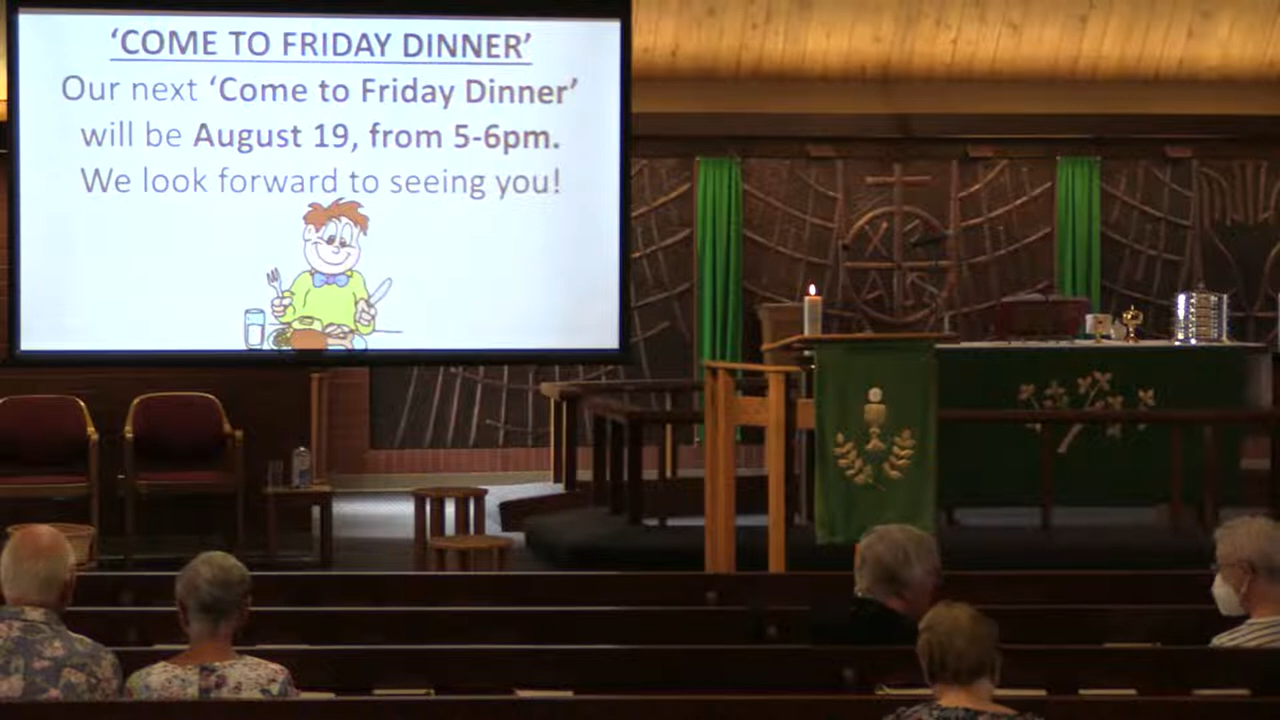 ‘COME TO FRIDAY DINNER’
Our next ‘Come to Friday Dinner’
will be August 19, from 5-6pm.
We look forward to seeing you!